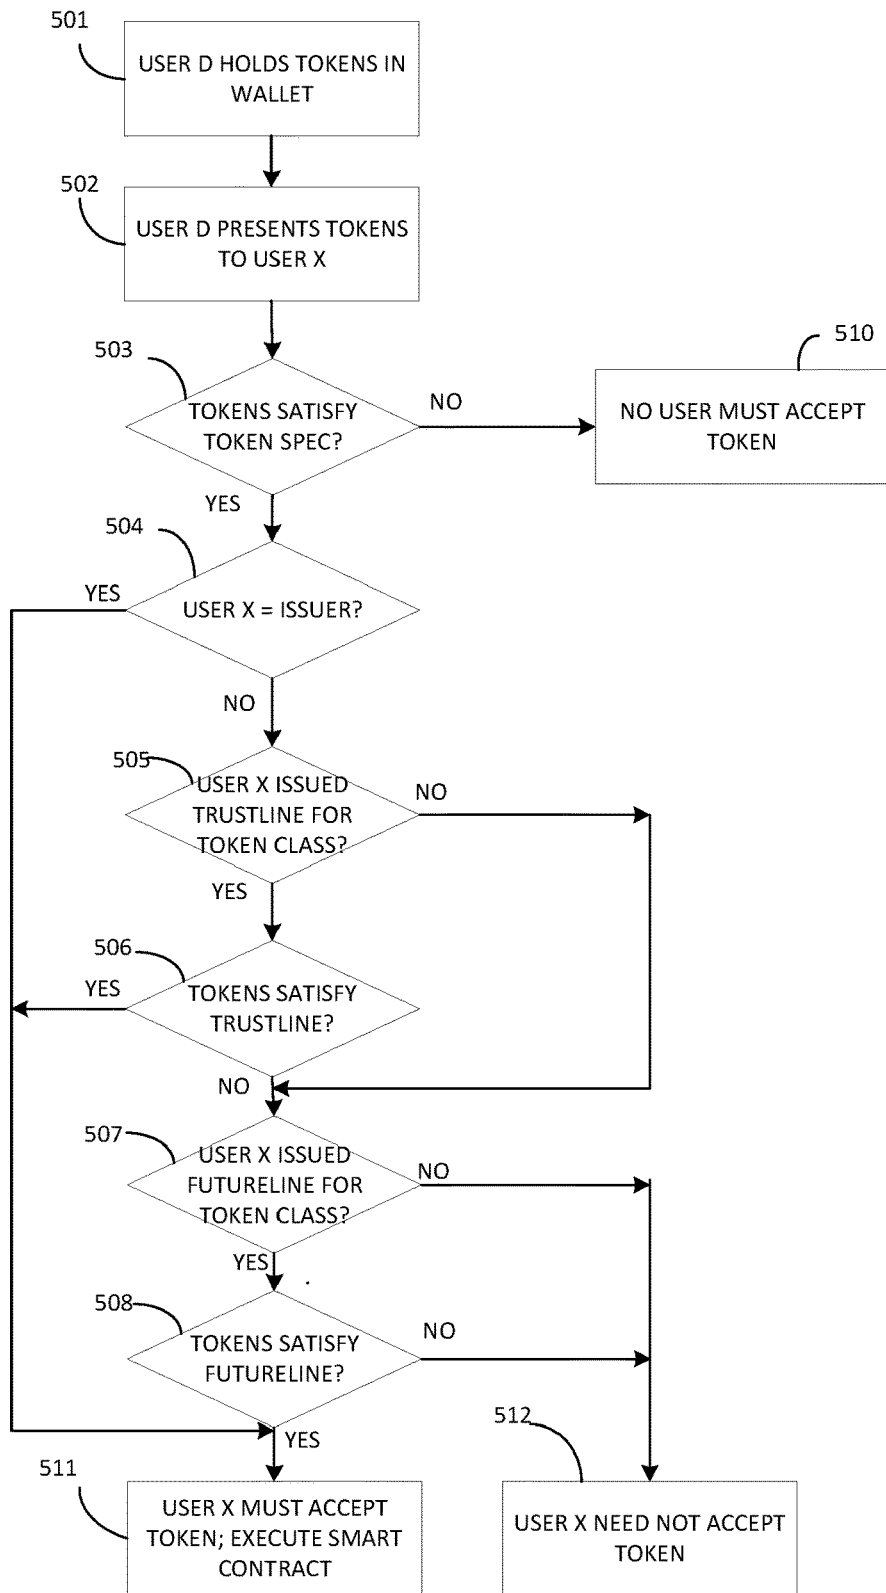 501
USER D HOLDS TOKENS IN
WALLET
502
USER D PRESENTS TOKENS
TO USER X
503
TOKENS SATISFY
TOKEN SPEC?
NO
510
NO USER MUST ACCEPT
TOKEN
YES
504
YES
USER X = ISSUER?
NO
505
USER X ISSUED
TRUSTLINE FOR
TOKEN CLASS?
NO
YES
506
YES
TOKENS SATISFY
TRUSTLINE?
NO
507
USER X ISSUED
FUTURELINE FOR
TOKEN CLASS?
NO
YES
508
TOKENS SATISFY
FUTURELINE?
NO
YES
511
USER X MUST ACCEPT
TOKEN; EXECUTE SMART
CONTRACT
512
USER X NEED NOT ACCEPT
TOKEN